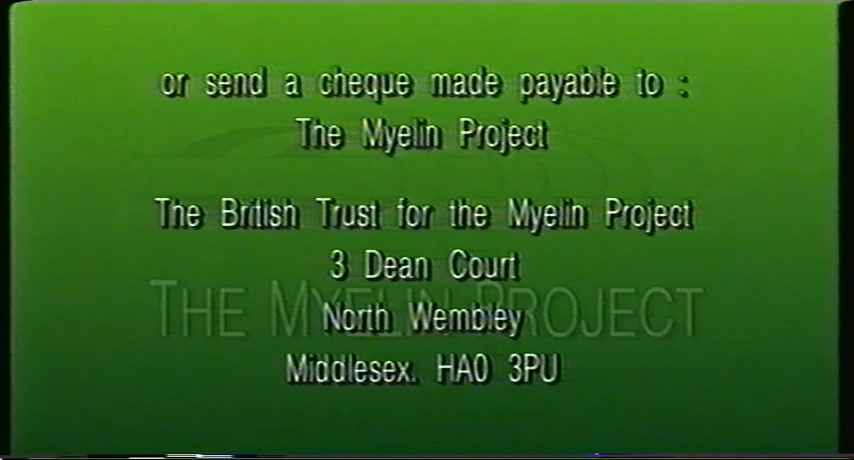 or send a cheque made payable to :
The Myelin Project
The British Trust for the Myelin Project
3 Dean Court
THE MYELIN PROJECT
North Wembley
Middlesex. HA0 3PU